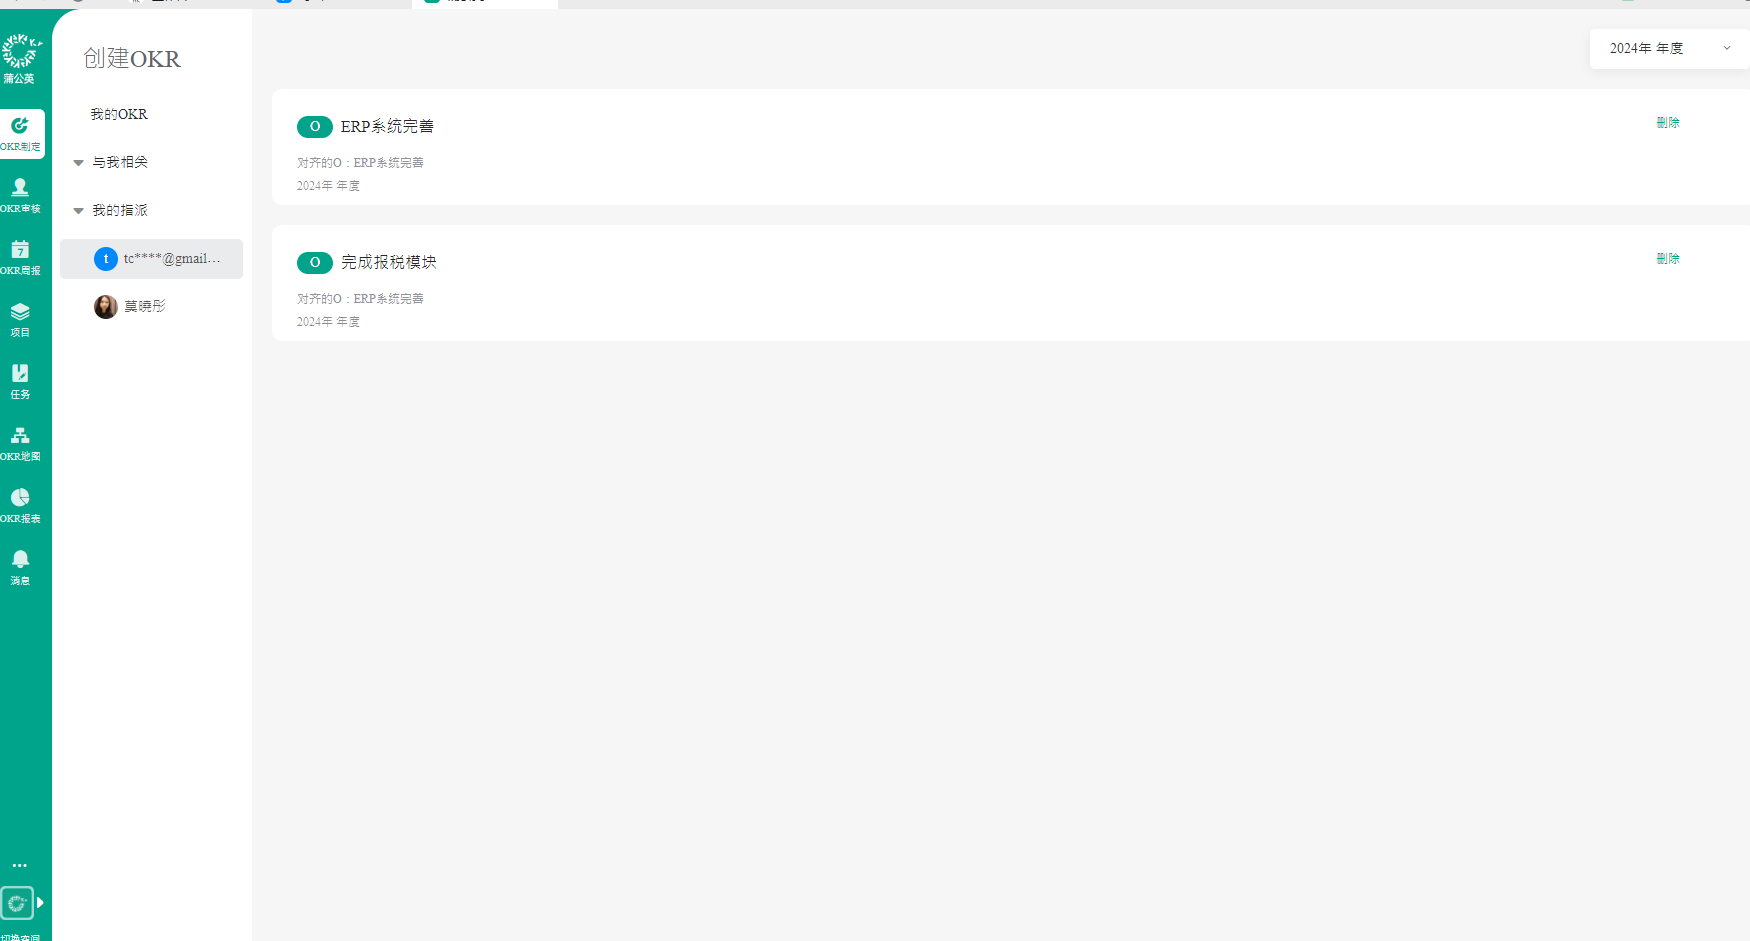 蒲公英
OKR制定
OKR审核
7
OKR周报
项目
任务
OKR地图
OKR报表
消息
切换空间
创建OKR
我的OKR
与我相关
我的指派
t tc****@gmail...
莫曉彤
2024年 年度
O ERP系统完善
删除
对齐的O：ERP系统完善
2024年 年度
O 完成报税模块
删除
对齐的O：ERP系统完善
2024年 年度